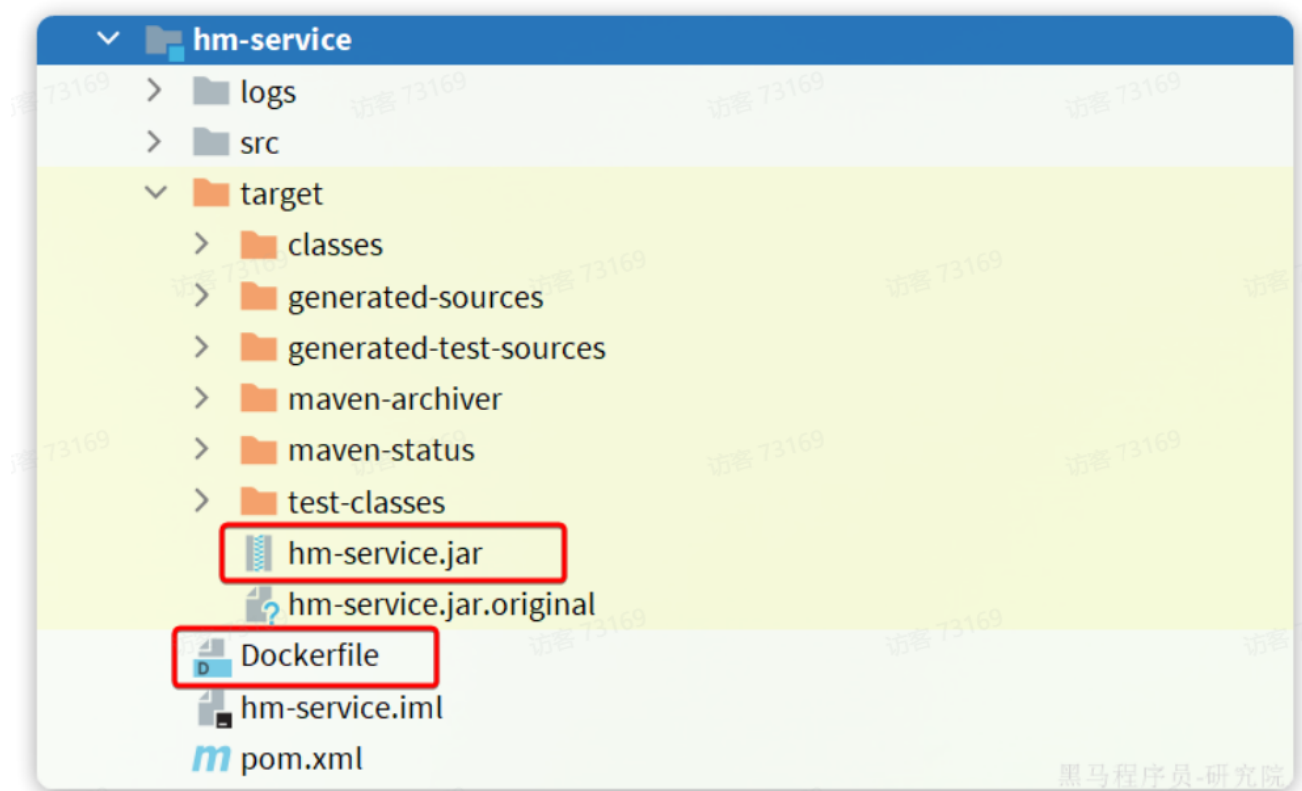 hm-service
logs
src
target
classes
generated-sources
generated-test-sources
maven-archiver
maven-status
test-classes
hm-service.jar
hm-service.jar.original
Dockerfile
hm-service.iml
pom.xml
访客 73169
黑马程序员-研究院